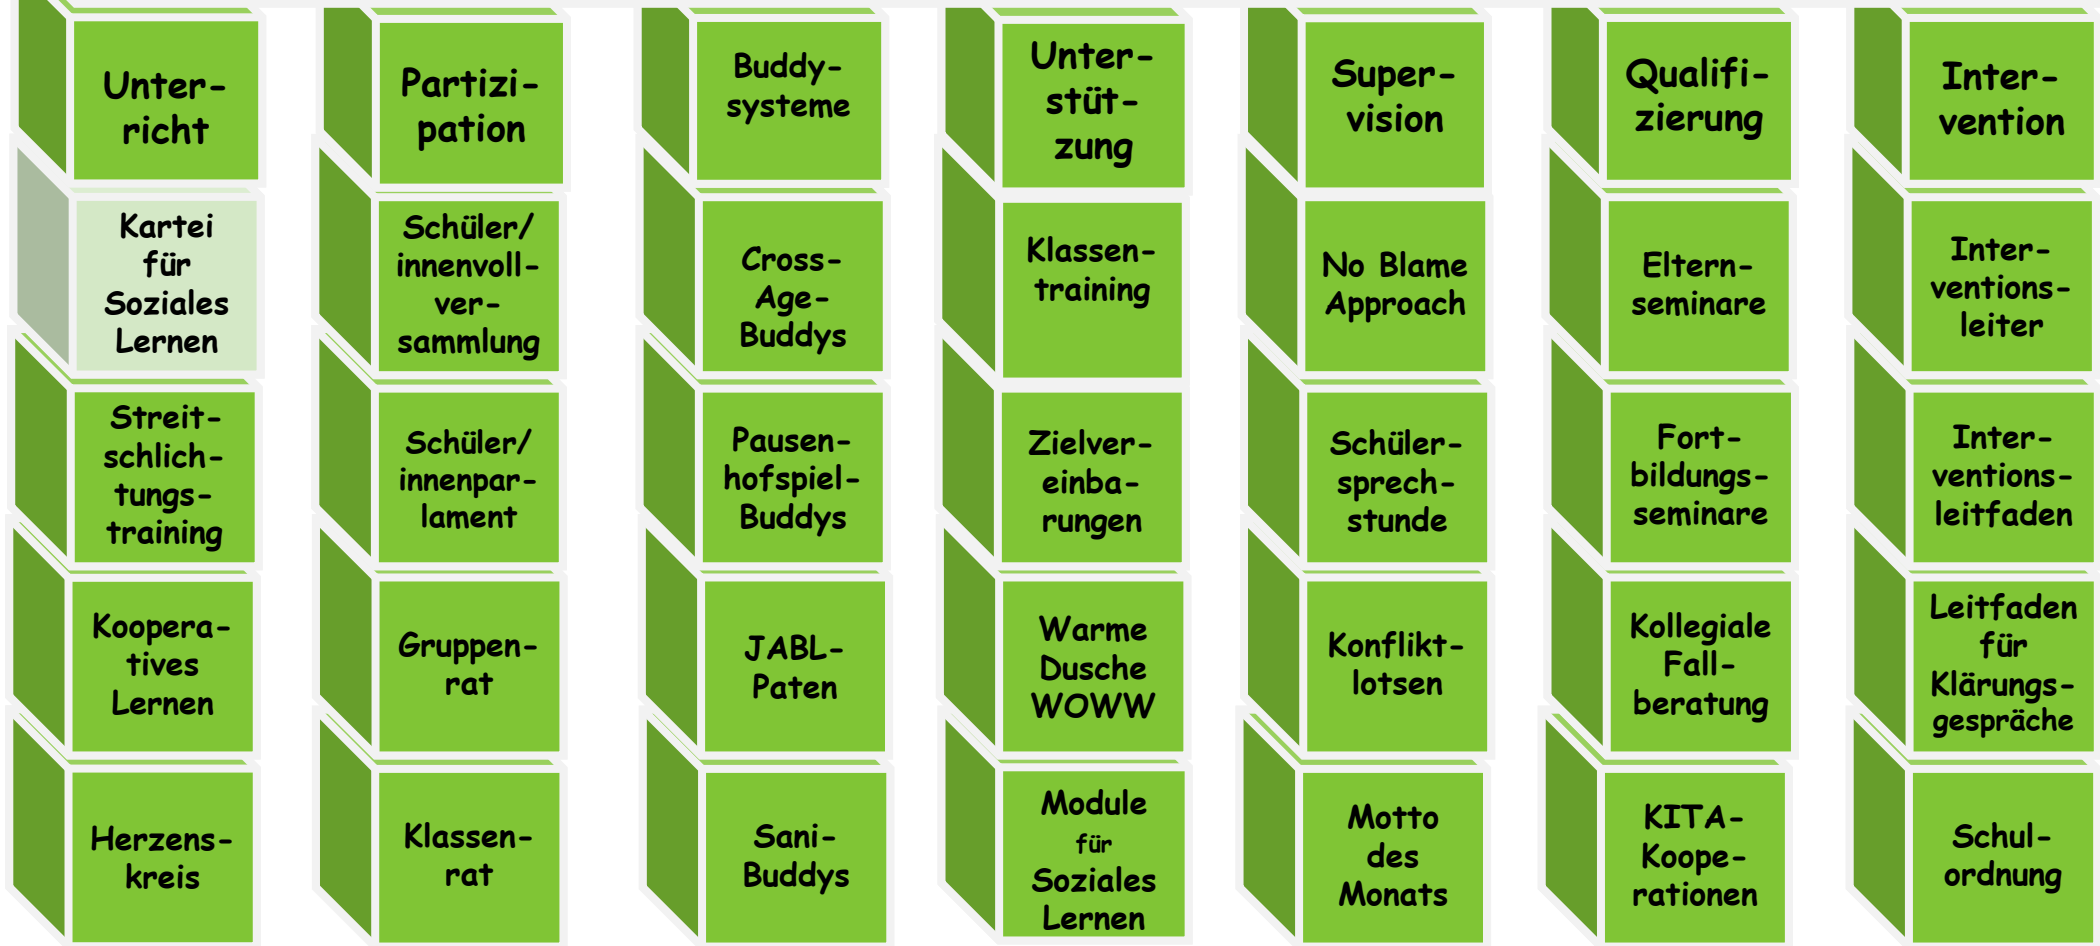 Unter-
richt
Kartei
für
Soziales
Lernen
Streit-
schlich-
tungs-
training
Koopera-
tives
Lernen
Herzens-
kreis
Partizi-
pation
Schüler/
innenvoll-
ver-
sammlung
Schüler/
innenpar-
lament
Gruppen-
rat
Klassen-
rat
Buddy-
systeme
Cross-
Age-
Buddys
Pausen-
hofspiel-
Buddys
JABL-
Paten
Sani-
Buddys
Unter-
stüt-
zung
Klassen-
training
Zielver-
einba-
rungen
Warme
Dusche
WOWW
Module
für
Soziales
Lernen
Super-
vision
No Blame
Approach
Schüler-
sprech-
stunde
Konflikt-
lotsen
Motto
des
Monats
Qualifi-
zierung
Eltern-
seminare
Fort-
bildungs-
seminare
Kollegiale
Fall-
beratung
KITA-
Koope-
rationen
Inter-
vention
Inter-
ventions-
leiter
Inter-
ventions-
leitfaden
Leitfaden
für
Klärungs-
gespräche
Schul-
ordnung